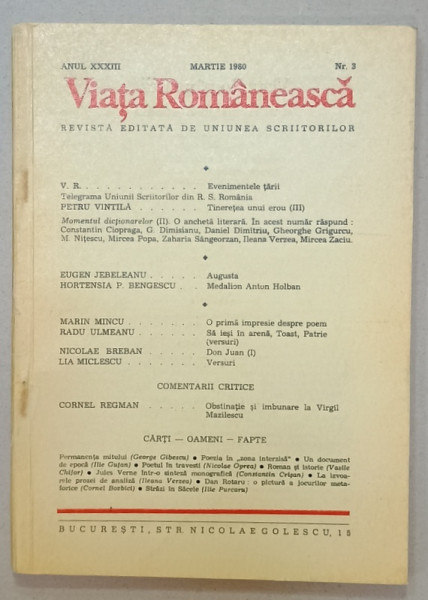 ANUL XXXIII MARTIE 1980 Nr. 3
Viața Românească
REVISTĂ EDITATĂ DE UNIUNEA SCRIITORILOR
V. R. . . . . . . . . . . . Evenimentele țării
Telegrama Uniunii Scriitorilor din R. S. România
PETRU VINTILĂ . . . . . . Tinerețea unui erou (III)
Momentul dicționarelor (II). O anchetă literară. În acest număr răspund :
Constantin Ciopraga, G. Dimisianu, Daniel Dimitriu, Gheorghe Grigurcu,
M. Nițescu, Mircea Popa, Zaharia Sângeorzan, Ileana Verzea, Mircea Zaciu.
EUGEN JEBELEANU . . . . . Augusta
HORTENSIA P. BENGESCU . . Medalion Anton Holban
MARIN MINCU . . . . . . . O primă impresie despre poem
RADU ULMEANU . . . . . . Să ieși în arenă, Toast, Patrie
(versuri)
NICOLAE BREBAN . . . . . Don Juan (I)
LIA MICLESCU . . . . . . . Versuri
COMENTARII CRITICE
CORNEL REGMAN . . . . . Obstinație și îmbunare la Virgil
Mazilescu
CĂRȚI — OAMENI — FAPTE
Permanența mitului (George Gibescu) • Poezia în „zona interzisă" • Un document
de epocă (Ilie Guțan) • Poetul în travesti (Nicolae Oprea) • Roman și istorie (Vasile
Chifor) • Jules Verne într-o sinteză monografică (Constantin Crișan) • La izvoa-
rele prozei de analiză (Ileana Verzea) • Dan Rotaru : o pictură a jocurilor meta-
forice (Cornel Bozbici) • Străzi în Săcele (Ilie Purcaru)
BUCUREȘTI, STR. NICOLAE GOLESCU, 15